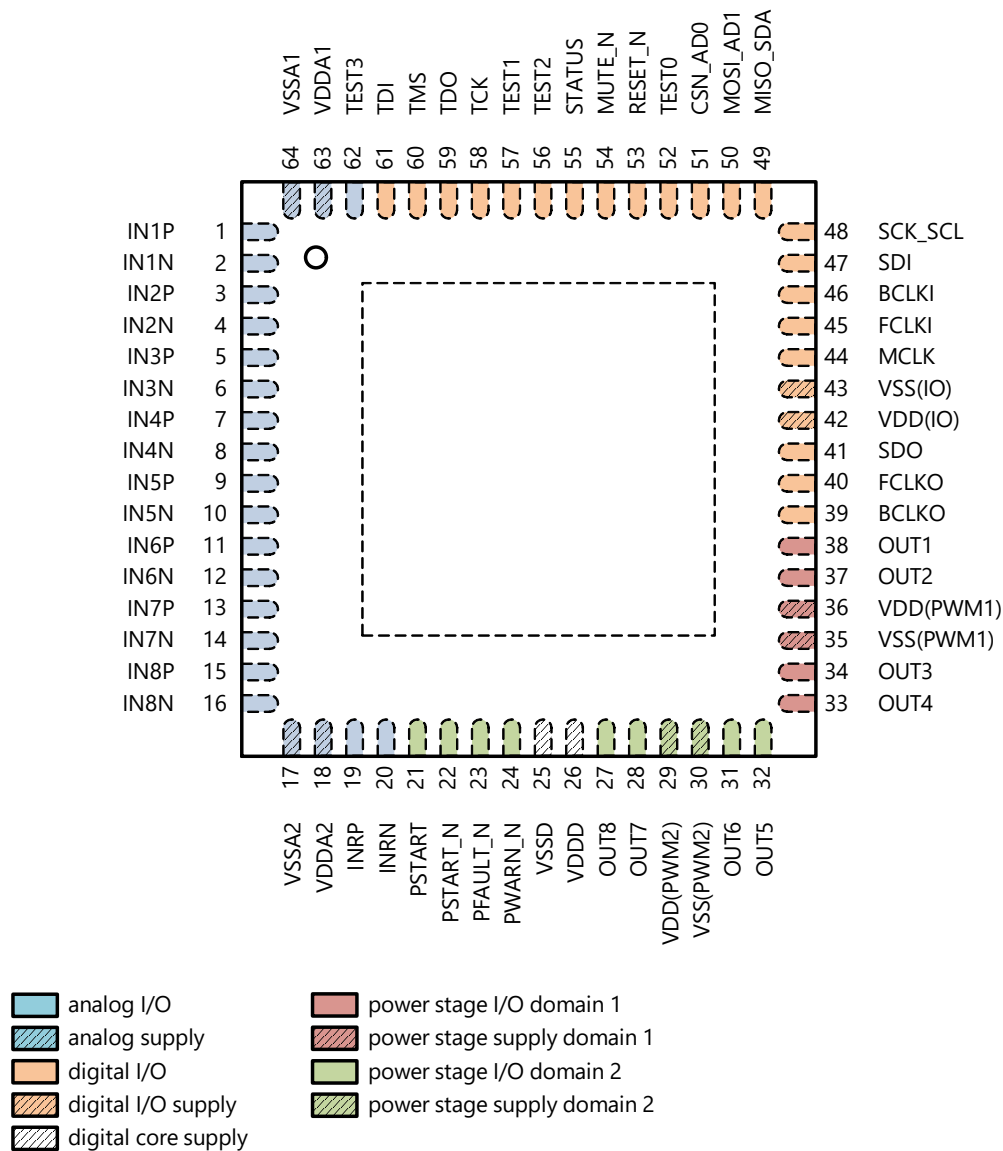 VSSA1
VDDA1
TEST3
TDI
TMS
TDO
TCK
TEST1
TEST2
STATUS
MUTE_N
RESET_N
TEST0
CSN_AD0
MOSI_AD1
MISO_SDA
64
63
62
61
60
59
58
57
56
55
54
53
52
51
50
49
IN1P 1
IN1N 2
IN2P 3
IN2N 4
IN3P 5
IN3N 6
IN4P 7
IN4N 8
IN5P 9
IN5N 10
IN6P 11
IN6N 12
IN7P 13
IN7N 14
IN8P 15
IN8N 16
48 SCK_SCL
47 SDI
46 BCLKI
45 FCLKI
44 MCLK
43 VSS(IO)
42 VDD(IO)
41 SDO
40 FCLKO
39 BCLKO
38 OUT1
37 OUT2
36 VDD(PWM1)
35 VSS(PWM1)
34 OUT3
33 OUT4
17
18
19
20
21
22
23
24
25
26
27
28
29
30
31
32
VSSA2
VDDA2
INRP
INRN
PSTART
PSTART_N
PFAULT_N
PWARN_N
VSSD
VDDD
OUT8
OUT7
VDD(PWM2)
VSS(PWM2)
OUT6
OUT5
analog I/O
analog supply
digital I/O
digital I/O supply
digital core supply
power stage I/O domain 1
power stage supply domain 1
power stage I/O domain 2
power stage supply domain 2